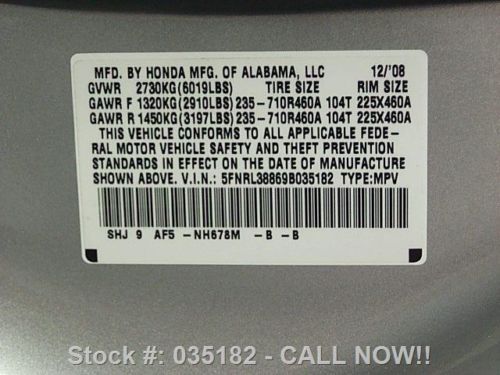 MFD. BY HONDA MFG. OF ALABAMA, LLC 12/'08
GVWR 2730KG(6019LBS) TIRE SIZE RIM SIZE
GAWR F 1320KG(2910LBS)235-710R460A 104T 225X460A
GAWR R 1450KG(3197LBS)235-710R460A 104T 225X460A
THIS VEHICLE CONFORMS TO ALL APPLICABLE FEDE-
RAL MOTOR VEHICLE SAFETY AND THEFT PREVENTION
STANDARDS IN EFFECT ON THE DATE OF MANUFACTURE
SHOWN ABOVE. V.I.N.: 5FNRL38869B035182 TYPE:MPV
SHJ 9 AF5 -NH678M -B -B
Stock #: 035182 - CALL NOW!!